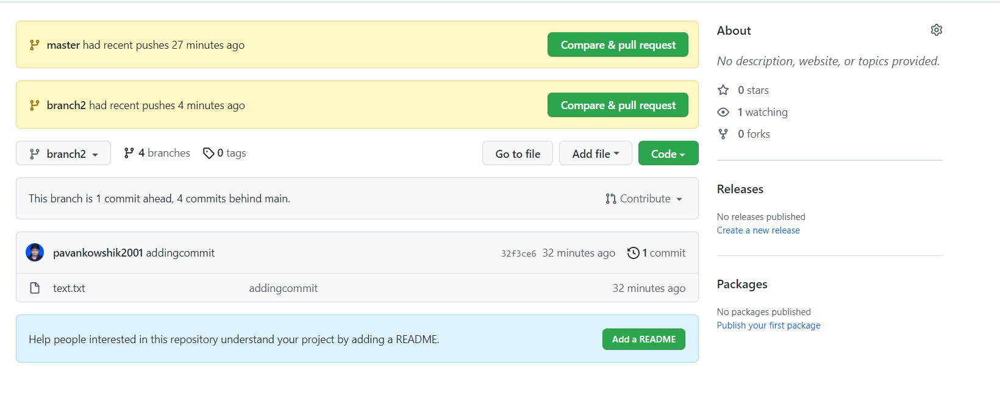 master had recent pushes 27 minutes ago
Compare & pull request
branch2 had recent pushes 4 minutes ago
Compare & pull request
branch2
4 branches
0 tags
Go to file
Add file
Code
This branch is 1 commit ahead, 4 commits behind main.
Contribute
pavankowshik2001 addingcommit
32f3ce6 32 minutes ago
1 commit
text.txt
addingcommit
32 minutes ago
Help people interested in this repository understand your project by adding a README.
Add a README
About
No description, website, or topics provided.
0 stars
1 watching
0 forks
Releases
No releases published
Create a new release
Packages
No packages published
Publish your first package